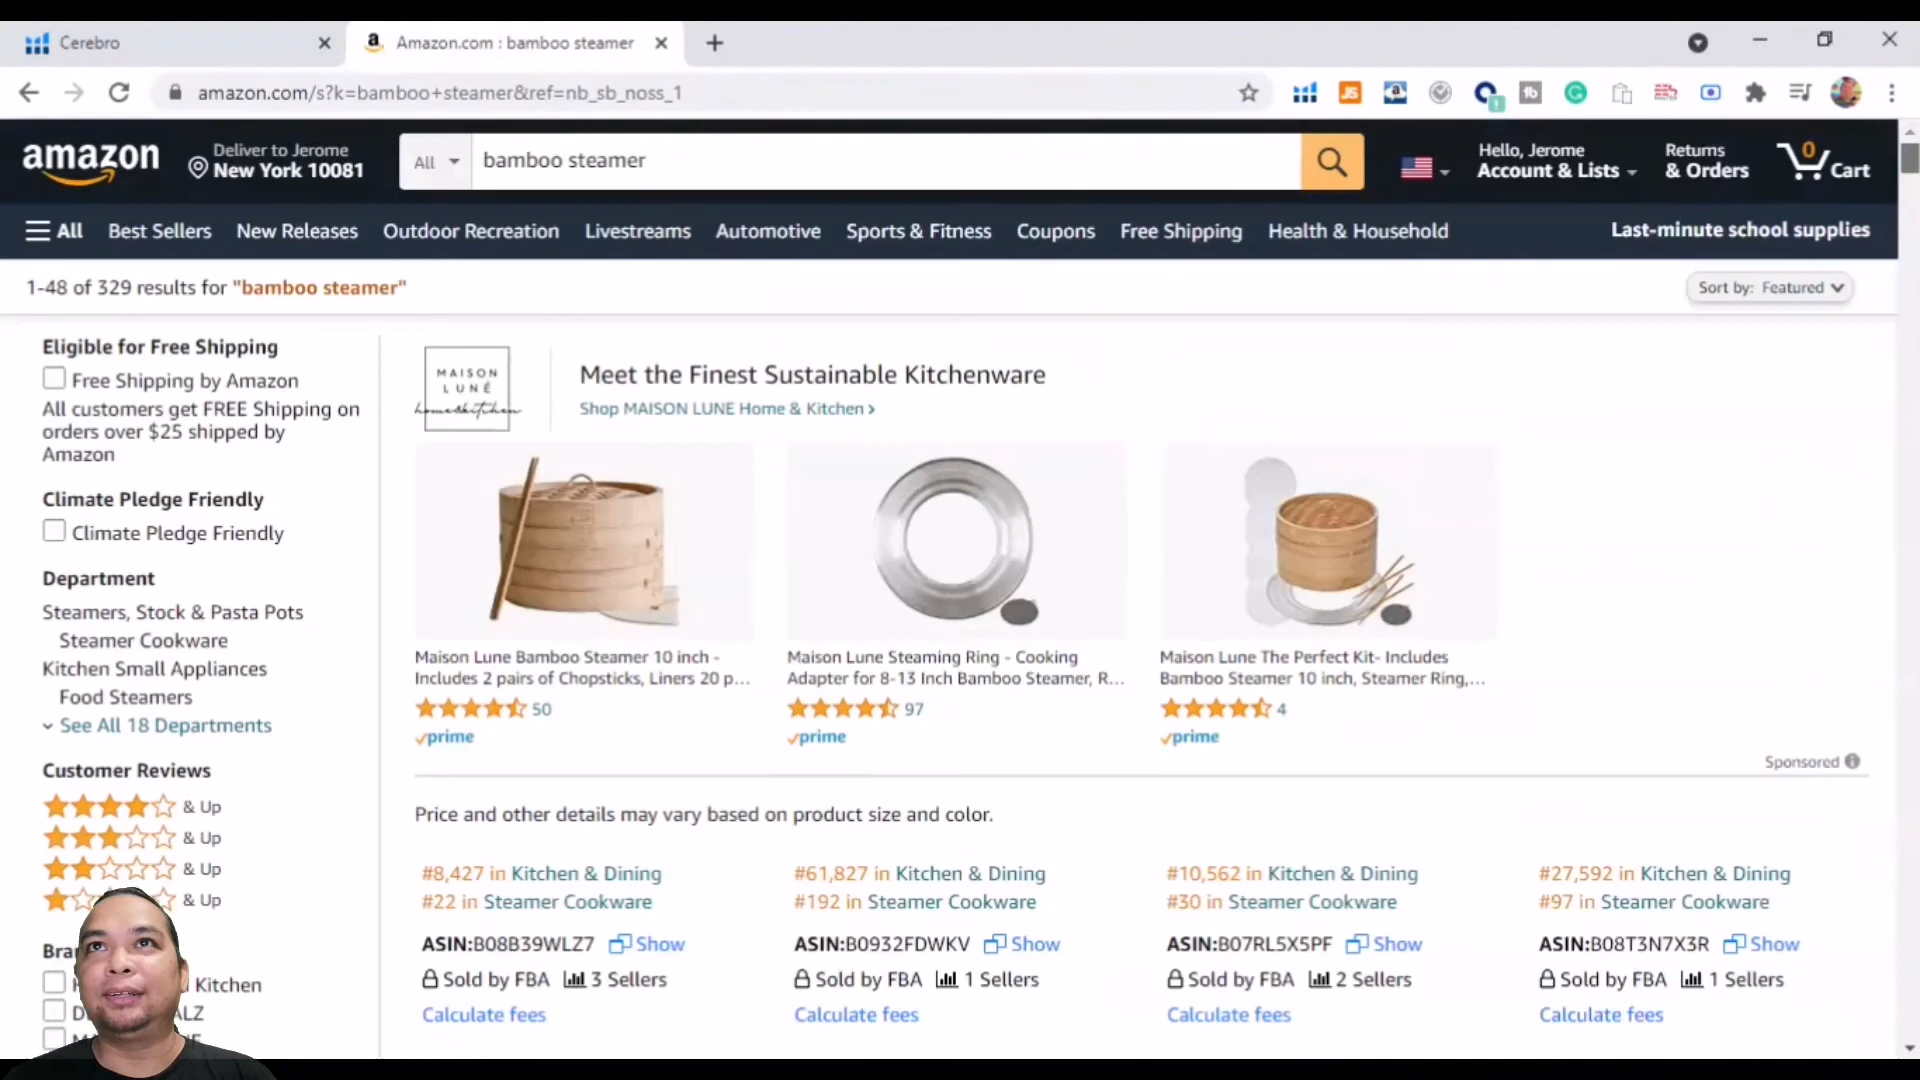 Cerebro
Amazon.com : bamboo steamer
amazon.com/s?k=bamboo+steamer&ref=nb_sb_noss_1
amazon
Deliver to Jerome
New York 10081
All
bamboo steamer
Hello, Jerome
Account & Lists
Returns
& Orders
0
Cart
All
Best Sellers
New Releases
Outdoor Recreation
Livestreams
Automotive
Sports & Fitness
Coupons
Free Shipping
Health & Household
Last-minute school supplies
1-48 of 329 results for "bamboo steamer"
Sort by: Featured
Eligible for Free Shipping
Free Shipping by Amazon
All customers get FREE Shipping on
orders over $25 shipped by
Amazon
Climate Pledge Friendly
Climate Pledge Friendly
Department
Steamers, Stock & Pasta Pots
Steamer Cookware
Kitchen Small Appliances
Food Steamers
See All 18 Departments
Customer Reviews
& Up
& Up
& Up
& Up
Kitchen
MAISON
LUNÉ
home&kitchen
Meet the Finest Sustainable Kitchenware
Shop MAISON LUNE Home & Kitchen ›
Maison Lune Bamboo Steamer 10 inch -
Includes 2 pairs of Chopsticks, Liners 20 p...
50
prime
Maison Lune Steaming Ring - Cooking
Adapter for 8-13 Inch Bamboo Steamer, R...
97
prime
Maison Lune The Perfect Kit- Includes
Bamboo Steamer 10 inch, Steamer Ring,...
4
prime
Sponsored
Price and other details may vary based on product size and color.
#8,427 in Kitchen & Dining
#22 in Steamer Cookware
ASIN:B08B39WLZ7 Show
Sold by FBA 3 Sellers
Calculate fees
#61,827 in Kitchen & Dining
#192 in Steamer Cookware
ASIN:B0932FDWKV Show
Sold by FBA 1 Sellers
Calculate fees
#10,562 in Kitchen & Dining
#30 in Steamer Cookware
ASIN:B07RL5X5PF Show
Sold by FBA 2 Sellers
Calculate fees
#27,592 in Kitchen & Dining
#97 in Steamer Cookware
ASIN:B08T3N7X3R Show
Sold by FBA 1 Sellers
Calculate fees